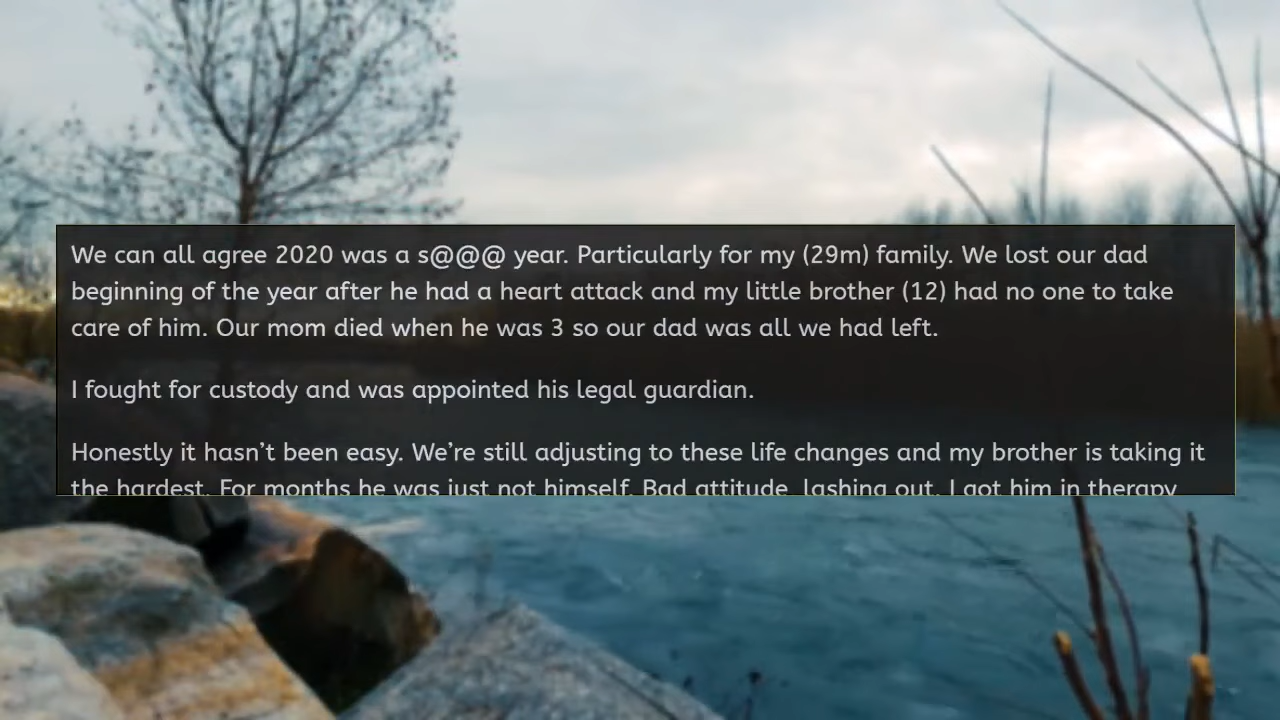 We can all agree 2020 was a s@@@ year. Particularly for my (29m) family. We lost our dad
beginning of the year after he had a heart attack and my little brother (12) had no one to take
care of him. Our mom died when he was 3 so our dad was all we had left.
I fought for custody and was appointed his legal guardian.
Honestly it hasn’t been easy. We’re still adjusting to these life changes and my brother is taking it
the hardest. For months he was just not himself. Bad attitude, lashing out. I got him in therapy